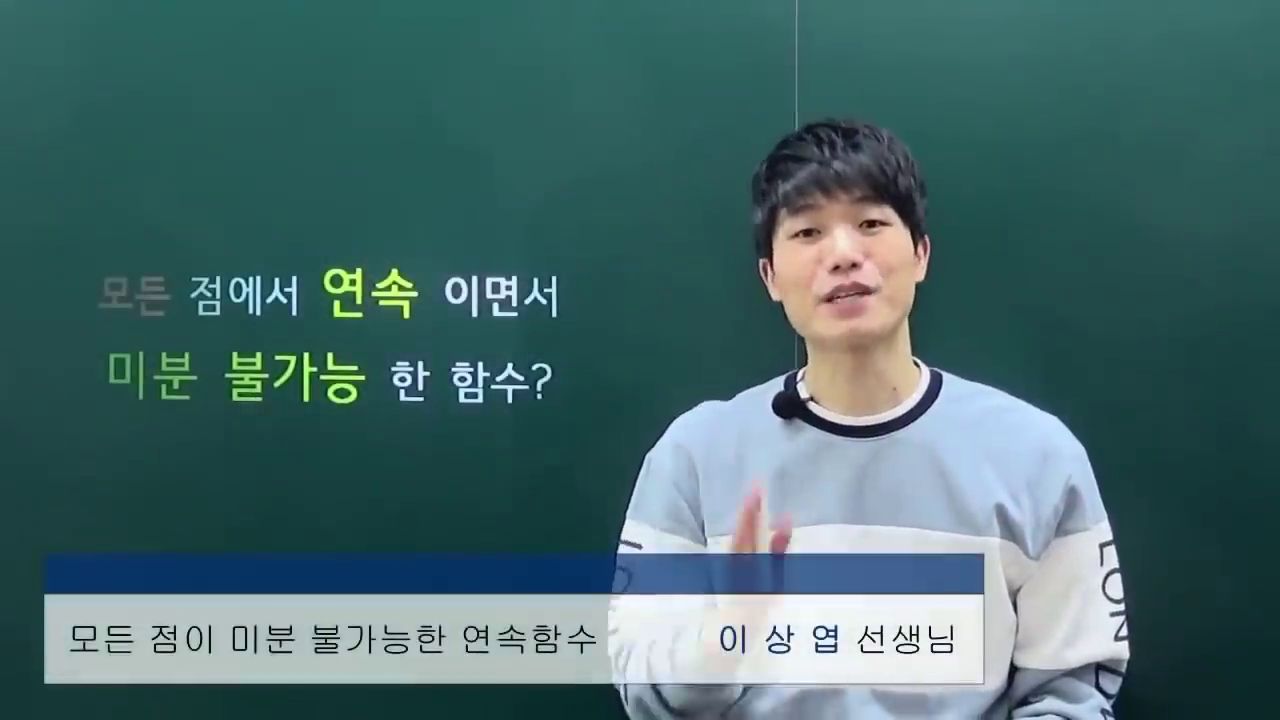 모든 점에서 연속 이면서
미분 불가능 한 함수?
모든 점이 미분 불가능한 연속함수
이 상 엽 선생님
LOND